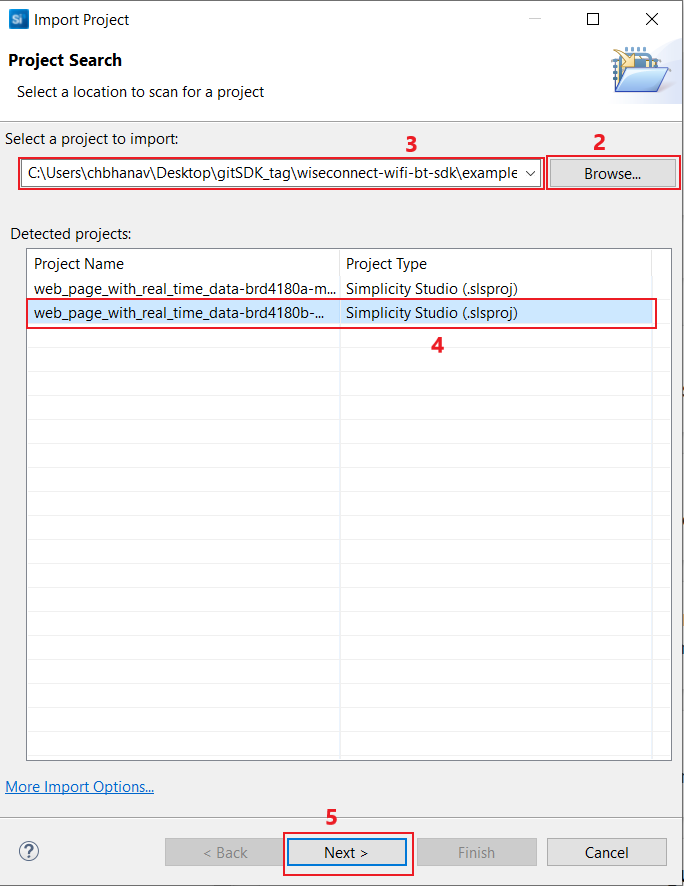 Si Import Project
Project Search
Select a location to scan for a project
Select a project to import:
3
2
C:\Users\chbhanav\Desktop\gitSDK_tag\wiseconnect-wifi-bt-sdk\example
Browse...
Detected projects:
Project Name Project Type
web_page_with_real_time_data-brd4180a-m... Simplicity Studio (.slsproj)
web_page_with_real_time_data-brd4180b-... Simplicity Studio (.slsproj)
4
More Import Options...
5
? < Back Next > Finish Cancel